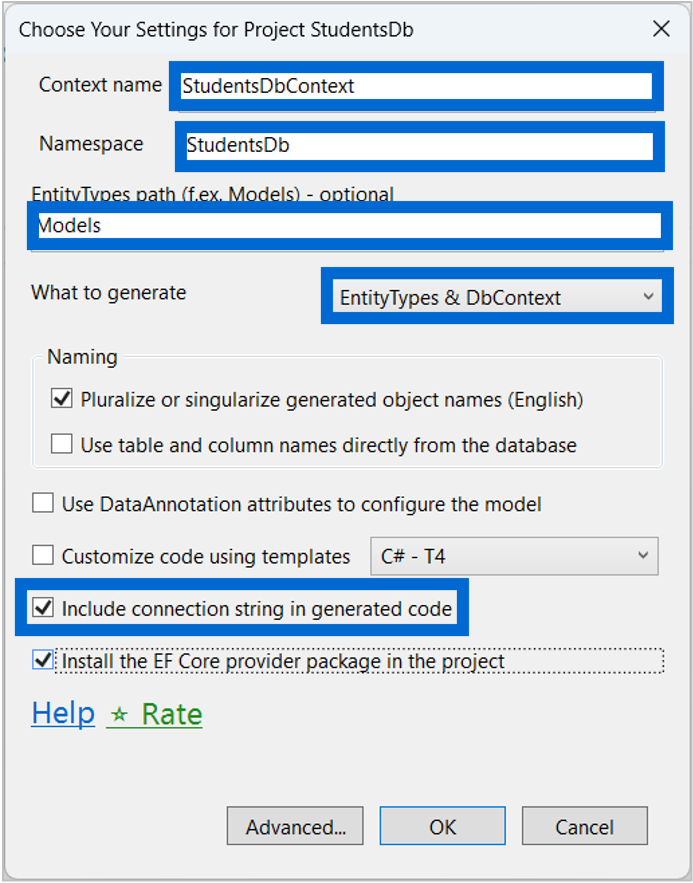 Choose Your Settings for Project StudentsDb
Context name StudentsDbContext
Namespace StudentsDb
EntityTypes path (f.ex. Models) - optional
Models
What to generate EntityTypes & DbContext
Naming
Pluralize or singularize generated object names (English)
Use table and column names directly from the database
Use DataAnnotation attributes to configure the model
Customize code using templates C# - T4
Include connection string in generated code
Install the EF Core provider package in the project
Help ☆ Rate
Advanced... OK Cancel